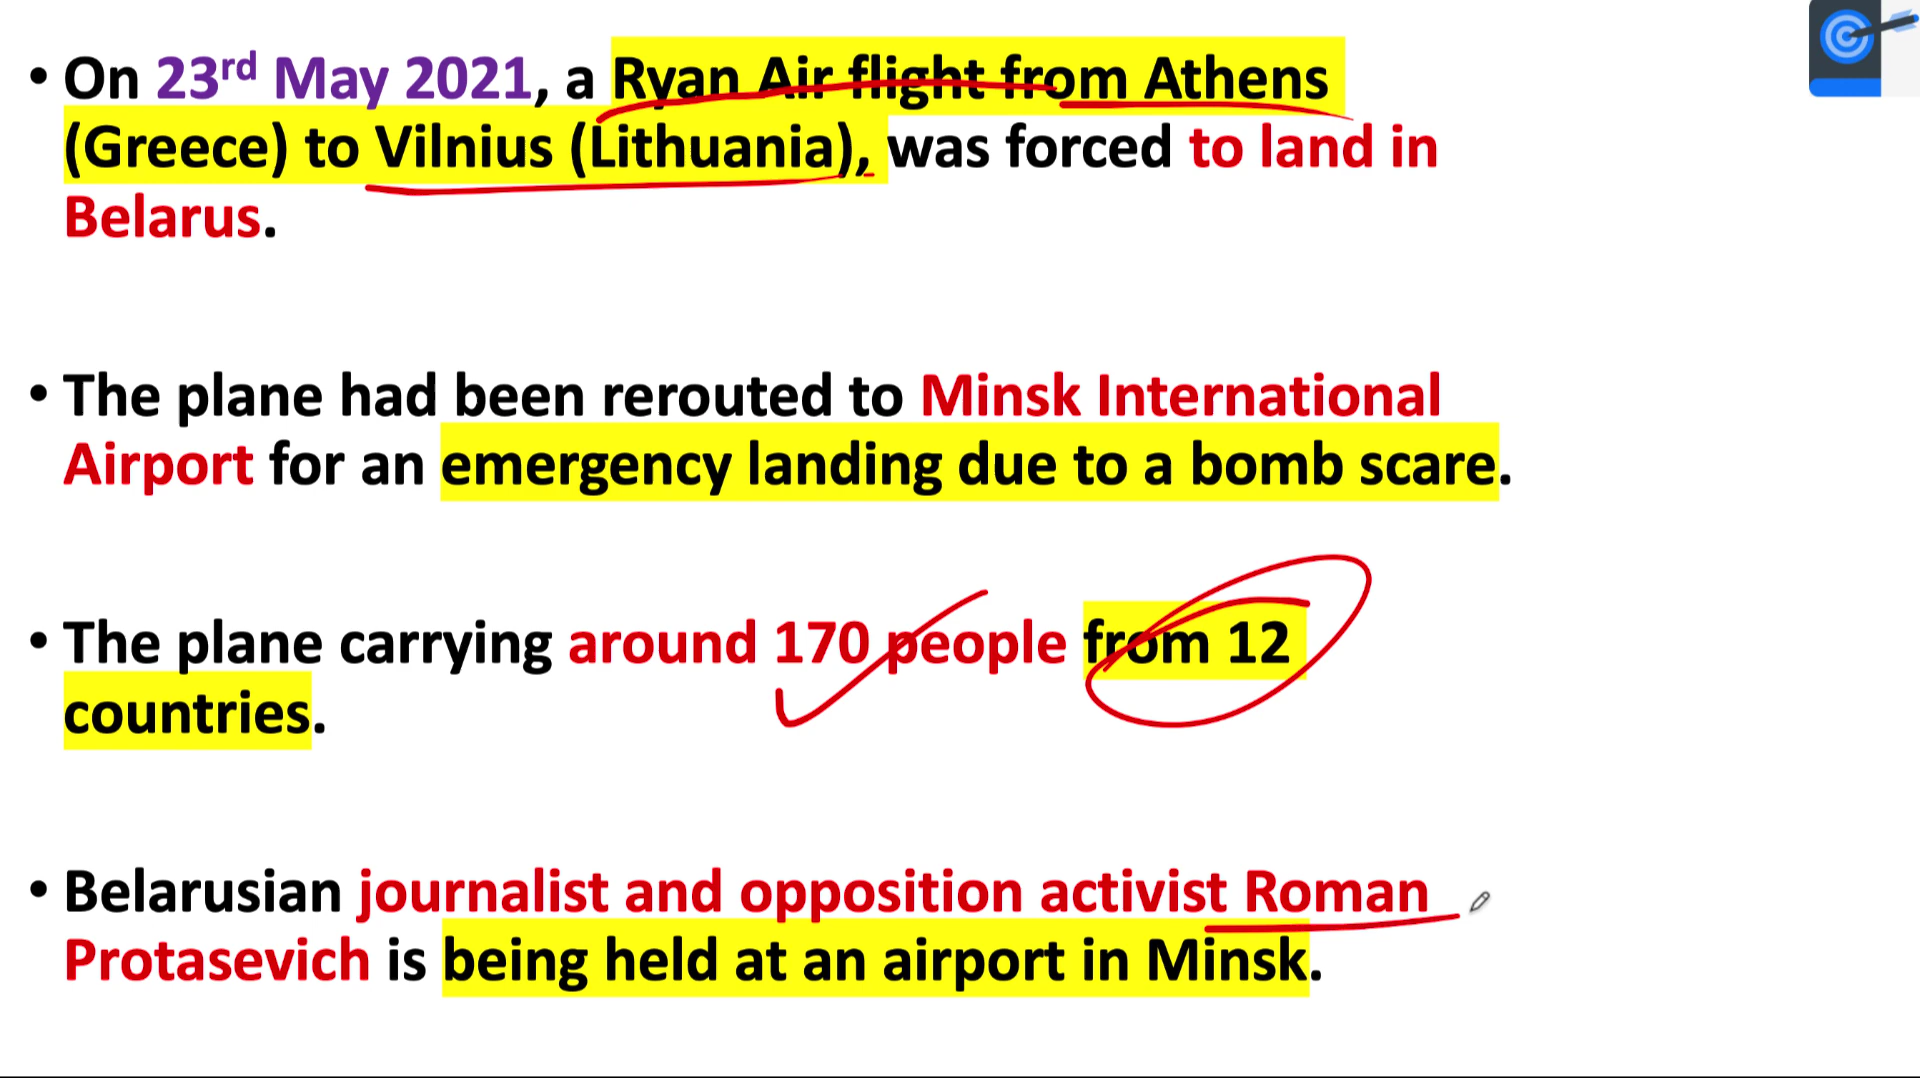 • On 23rd May 2021, a Ryan Air flight from Athens
(Greece) to Vilnius (Lithuania), was forced to land in
Belarus.
• The plane had been rerouted to Minsk International
Airport for an emergency landing due to a bomb scare.
• The plane carrying around 170 people from 12
countries.
• Belarusian journalist and opposition activist Roman
Protasevich is being held at an airport in Minsk.